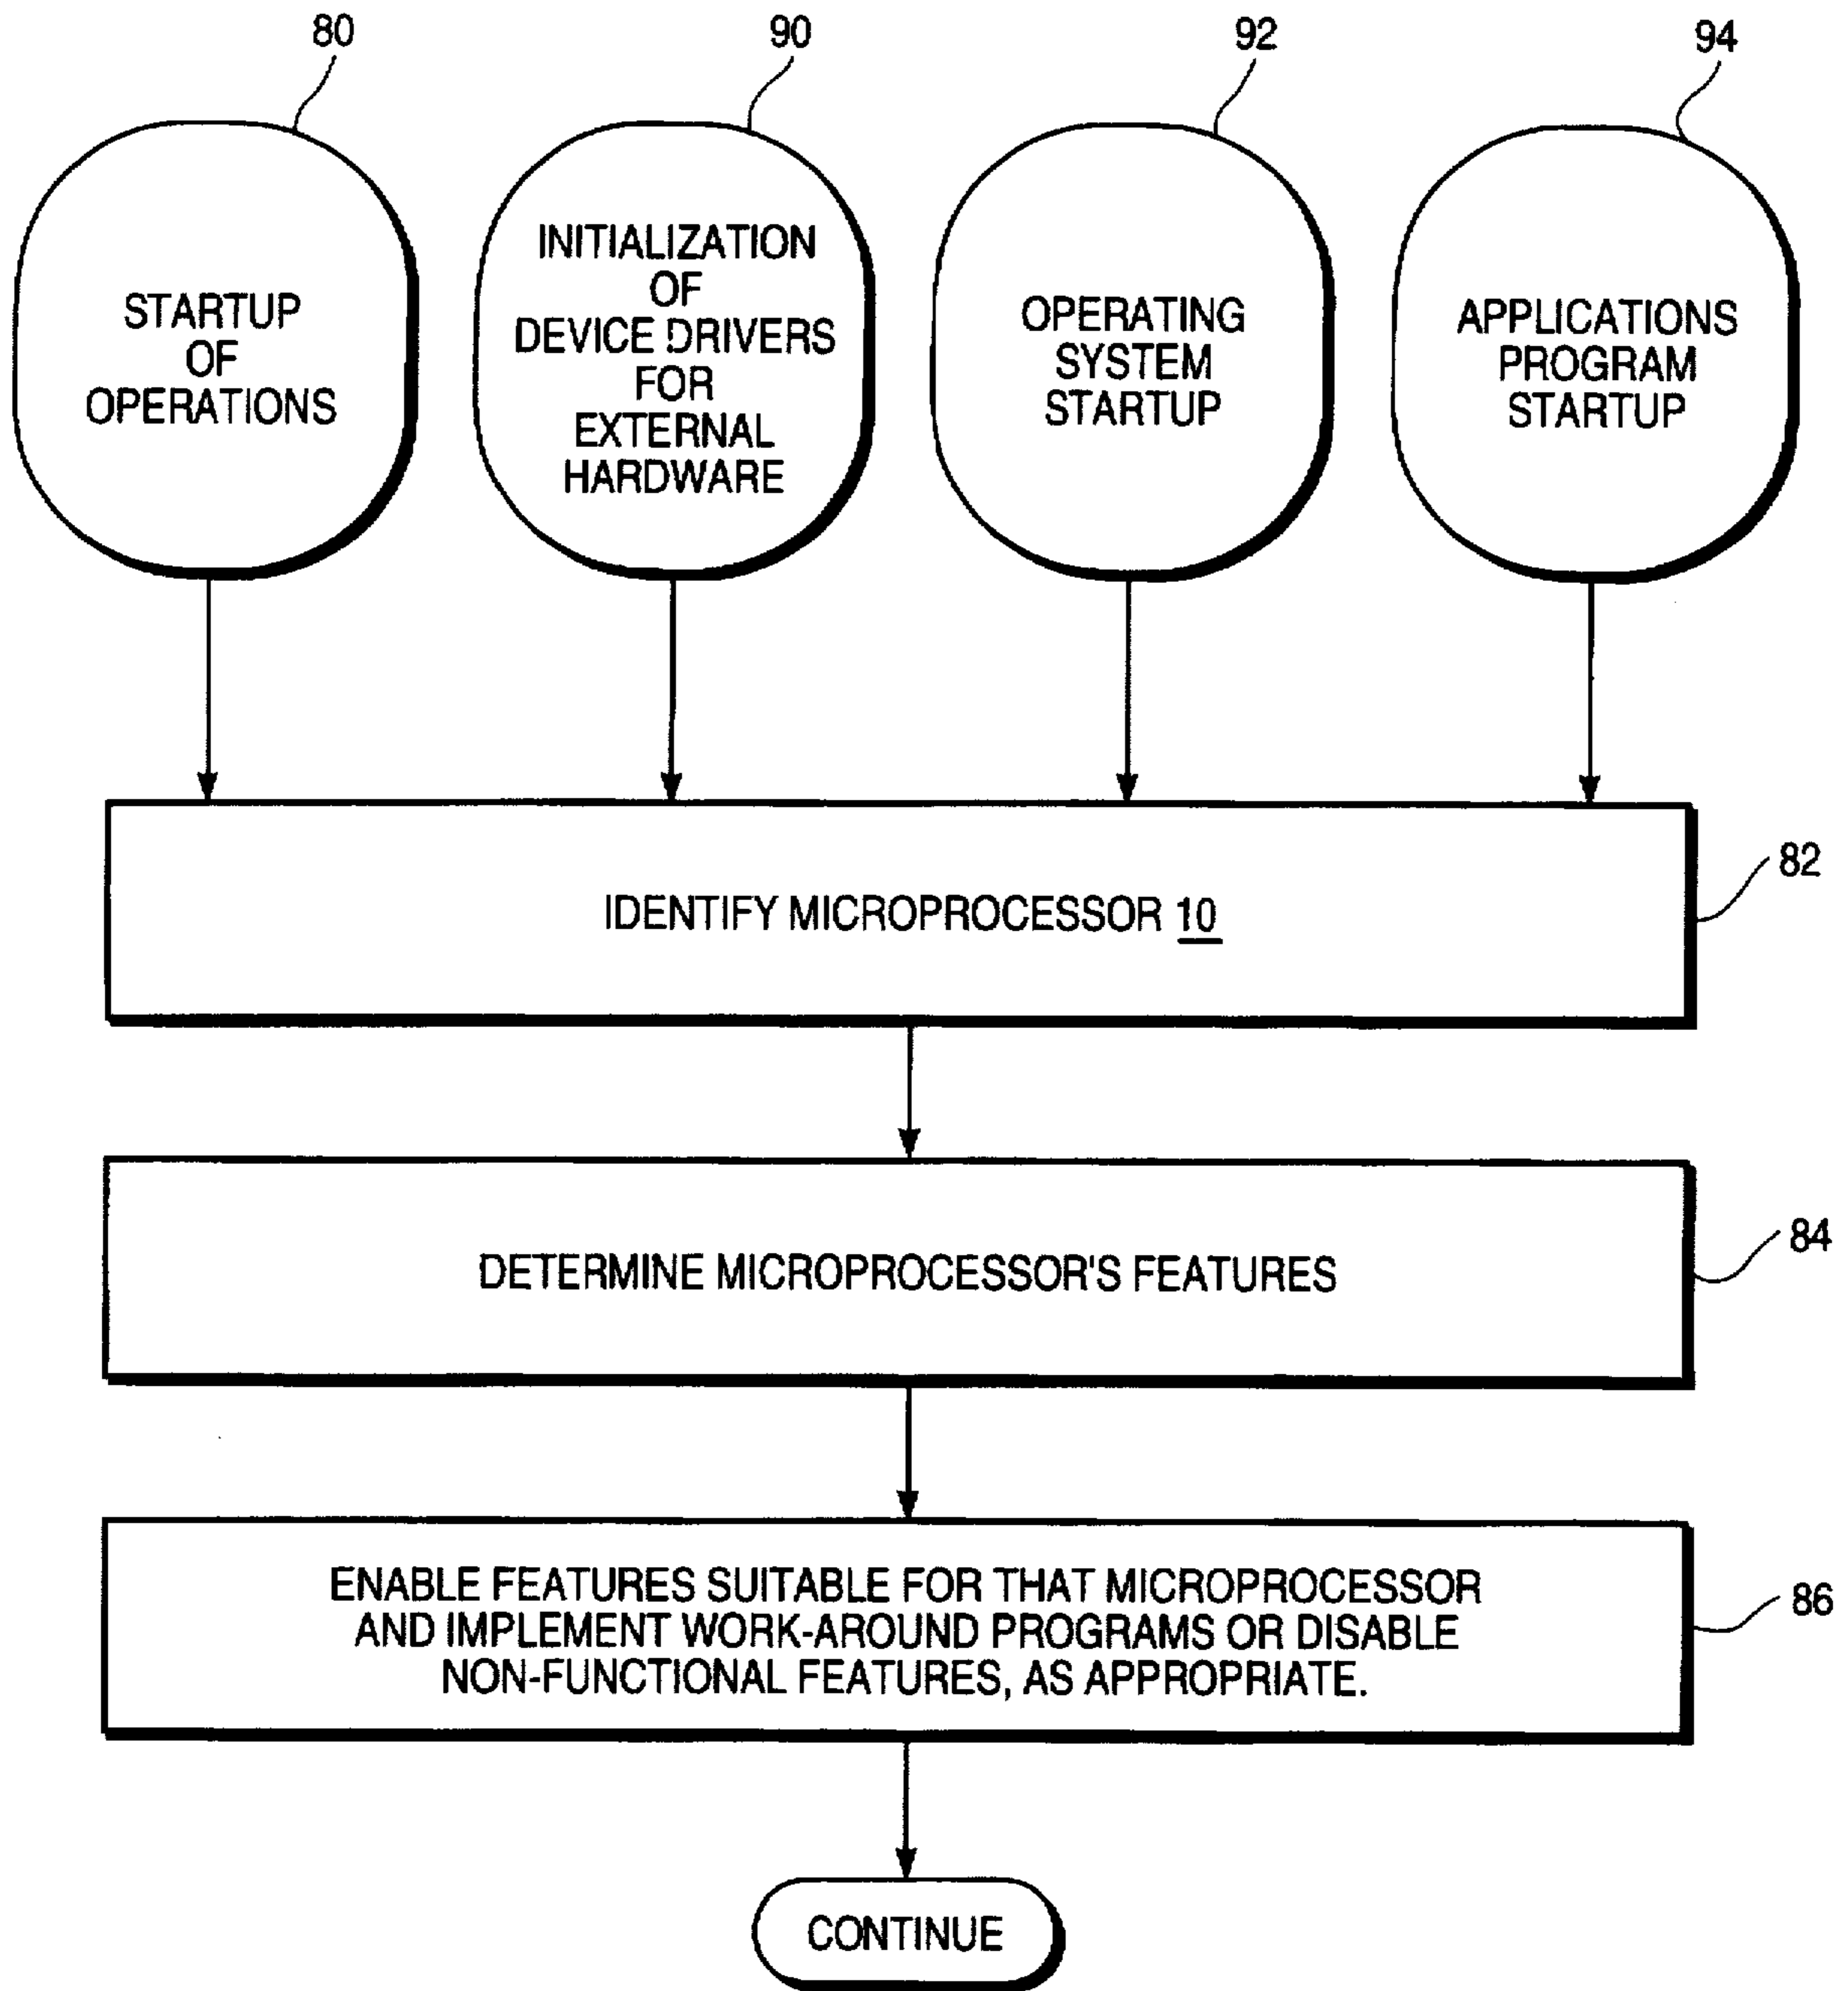 80
90
92
94
STARTUP
OF
OPERATIONS
INITIALIZATION
OF
DEVICE DRIVERS
FOR
EXTERNAL
HARDWARE
OPERATING
SYSTEM
STARTUP
APPLICATIONS
PROGRAM
STARTUP
IDENTIFY MICROPROCESSOR 10
82
DETERMINE MICROPROCESSOR'S FEATURES
84
ENABLE FEATURES SUITABLE FOR THAT MICROPROCESSOR
AND IMPLEMENT WORK-AROUND PROGRAMS OR DISABLE
NON-FUNCTIONAL FEATURES, AS APPROPRIATE.
86
CONTINUE